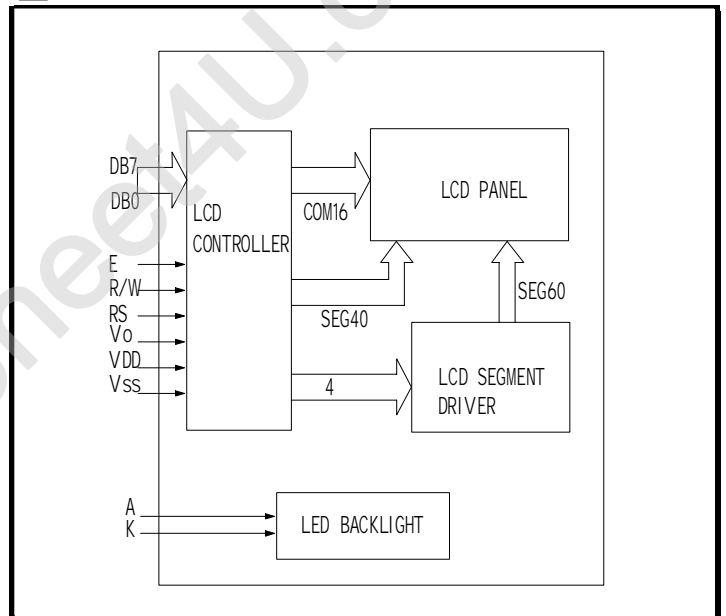 DB7
DB0
LCD
CONTROLLER
COM16
LCD PANEL
E
R/W
RS
Vo
VDD
Vss
SEG40
SEG60
4
LCD SEGMENT
DRIVER
A
K
LED BACKLIGHT
neet4U.c